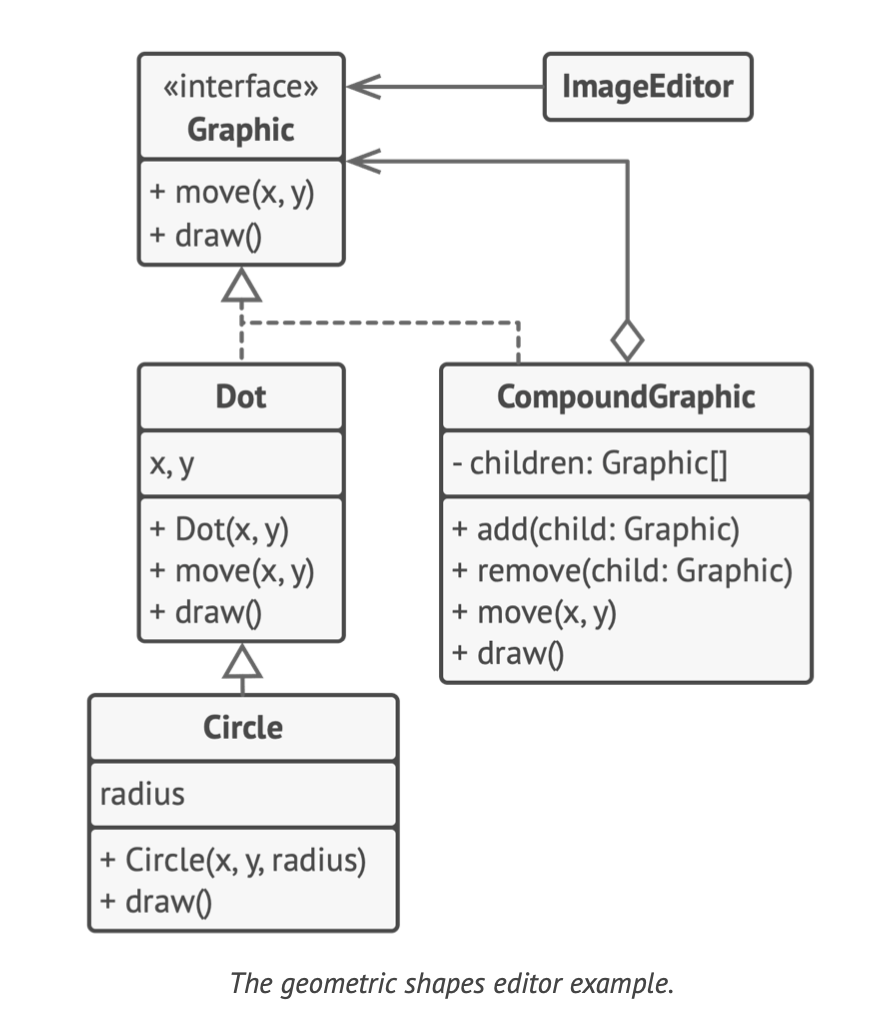 «interface»
Graphic
+ move(x, y)
+ draw()
ImageEditor
Dot
x, y
+ Dot(x, y)
+ move(x, y)
+ draw()
CompoundGraphic
- children: Graphic[]
+ add(child: Graphic)
+ remove(child: Graphic)
+ move(x, y)
+ draw()
Circle
radius
+ Circle(x, y, radius)
+ draw()
The geometric shapes editor example.